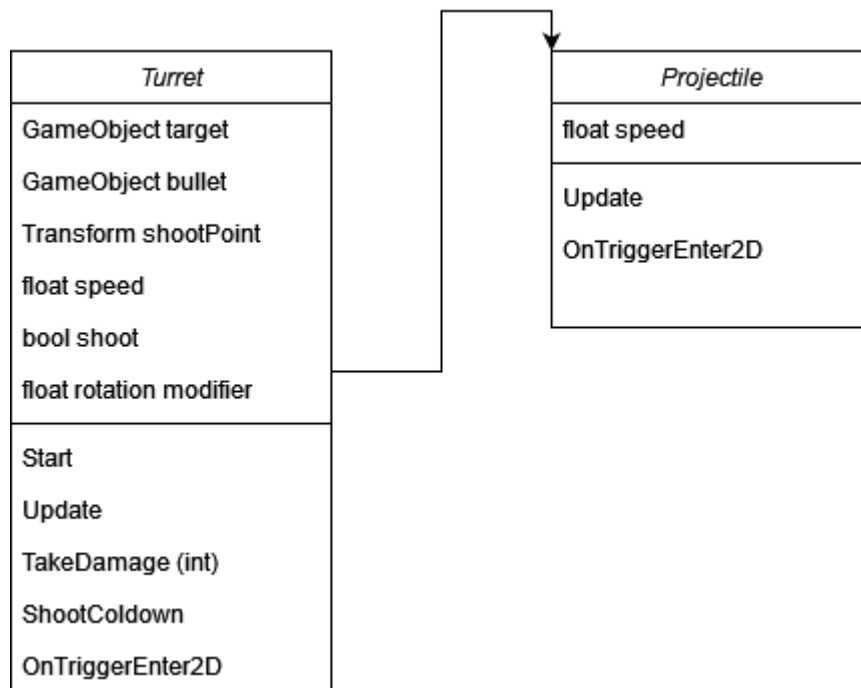 Turret
GameObject target
GameObject bullet
Transform shootPoint
float speed
bool shoot
float rotation modifier
Start
Update
TakeDamage (int)
ShootColdown
OnTriggerEnter2D
Projectile
float speed
Update
OnTriggerEnter2D